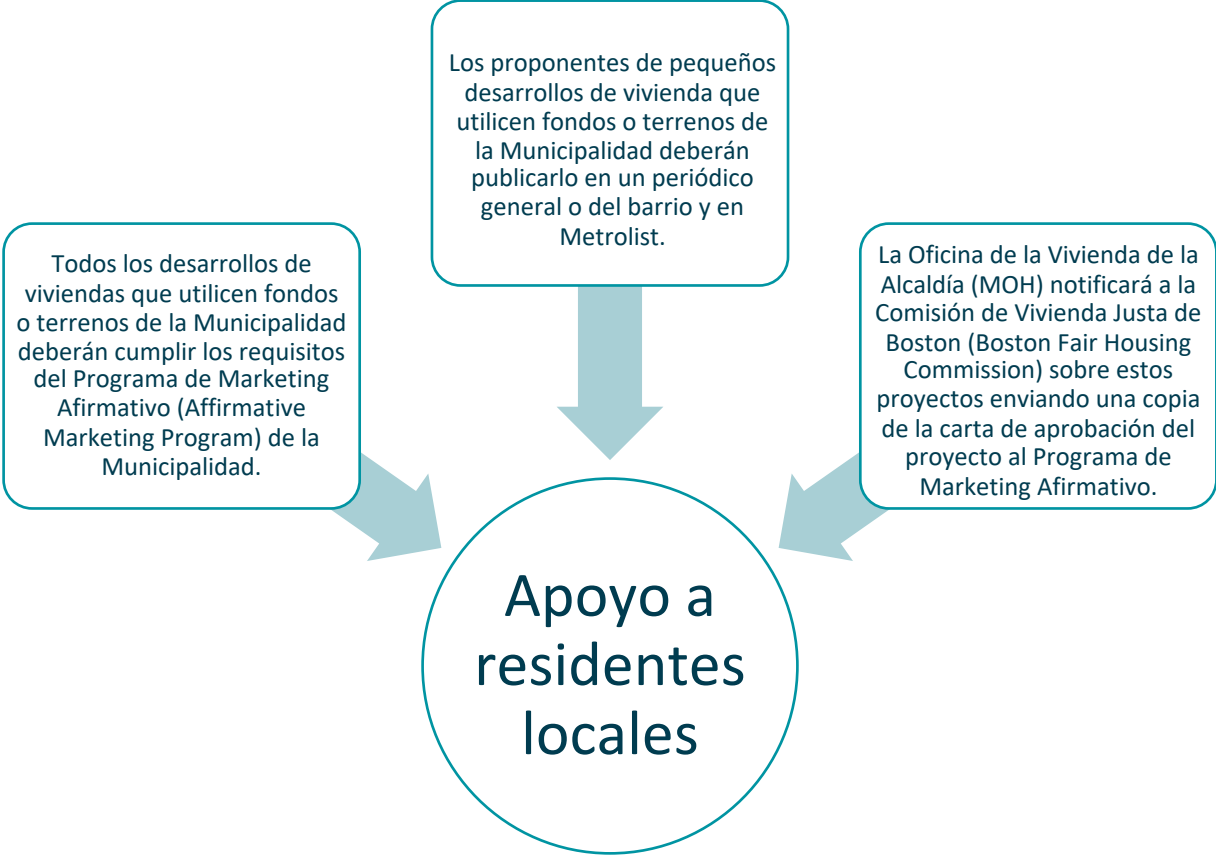 Los proponentes de pequeños
desarrollos de vivienda que
utilicen fondos o terrenos de
la Municipalidad deberán
publicarlo en un periódico
general o del barrio y en
Metrolist.
Todos los desarrollos de
viviendas que utilicen fondos
o terrenos de la Municipalidad
deberán cumplir los requisitos
del Programa de Marketing
Afirmativo (Affirmative
Marketing Program) de la
Municipalidad.
La Oficina de la Vivienda de la
Alcaldía (MOH) notificará a la
Comisión de Vivienda Justa de
Boston (Boston Fair Housing
Commission) sobre estos
proyectos enviando una copia
de la carta de aprobación del
proyecto al Programa de
Marketing Afirmativo.
Apoyo a
residentes
locales